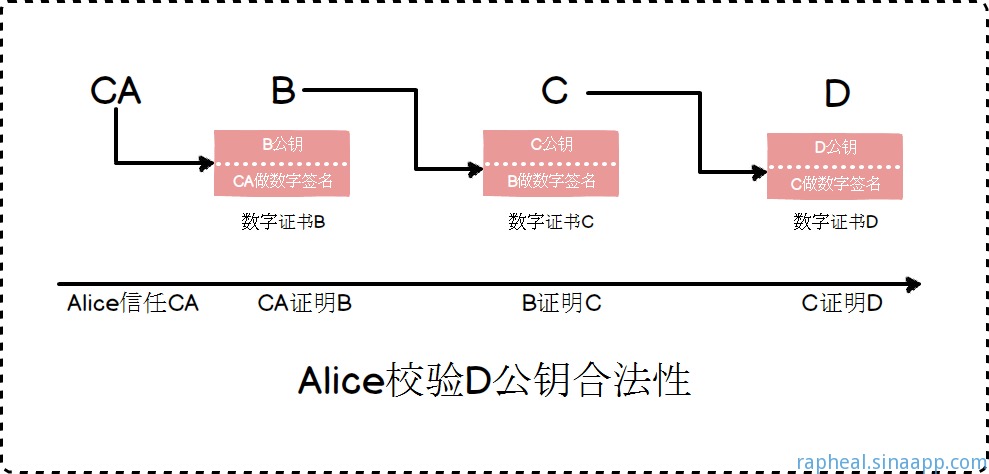 CA
B
C
D
B公钥
CA做数字签名
数字证书B
C公钥
B做数字签名
数字证书C
D公钥
C做数字签名
数字证书D
Alice信任CA
CA证明B
B证明C
C证明D
Alice校验D公钥合法性
rapheal.sinaapp.com